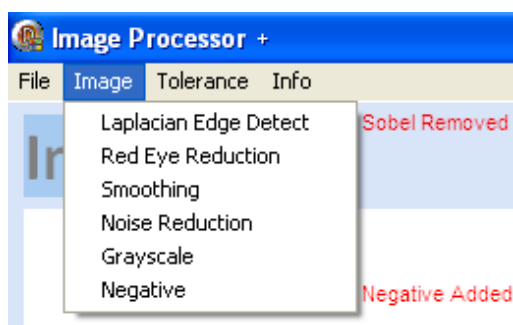 Image Processor +
File Image Tolerance Info
Laplacian Edge Detect Sobel Removed
Red Eye Reduction
Smoothing
Noise Reduction
Grayscale
Negative Negative Added